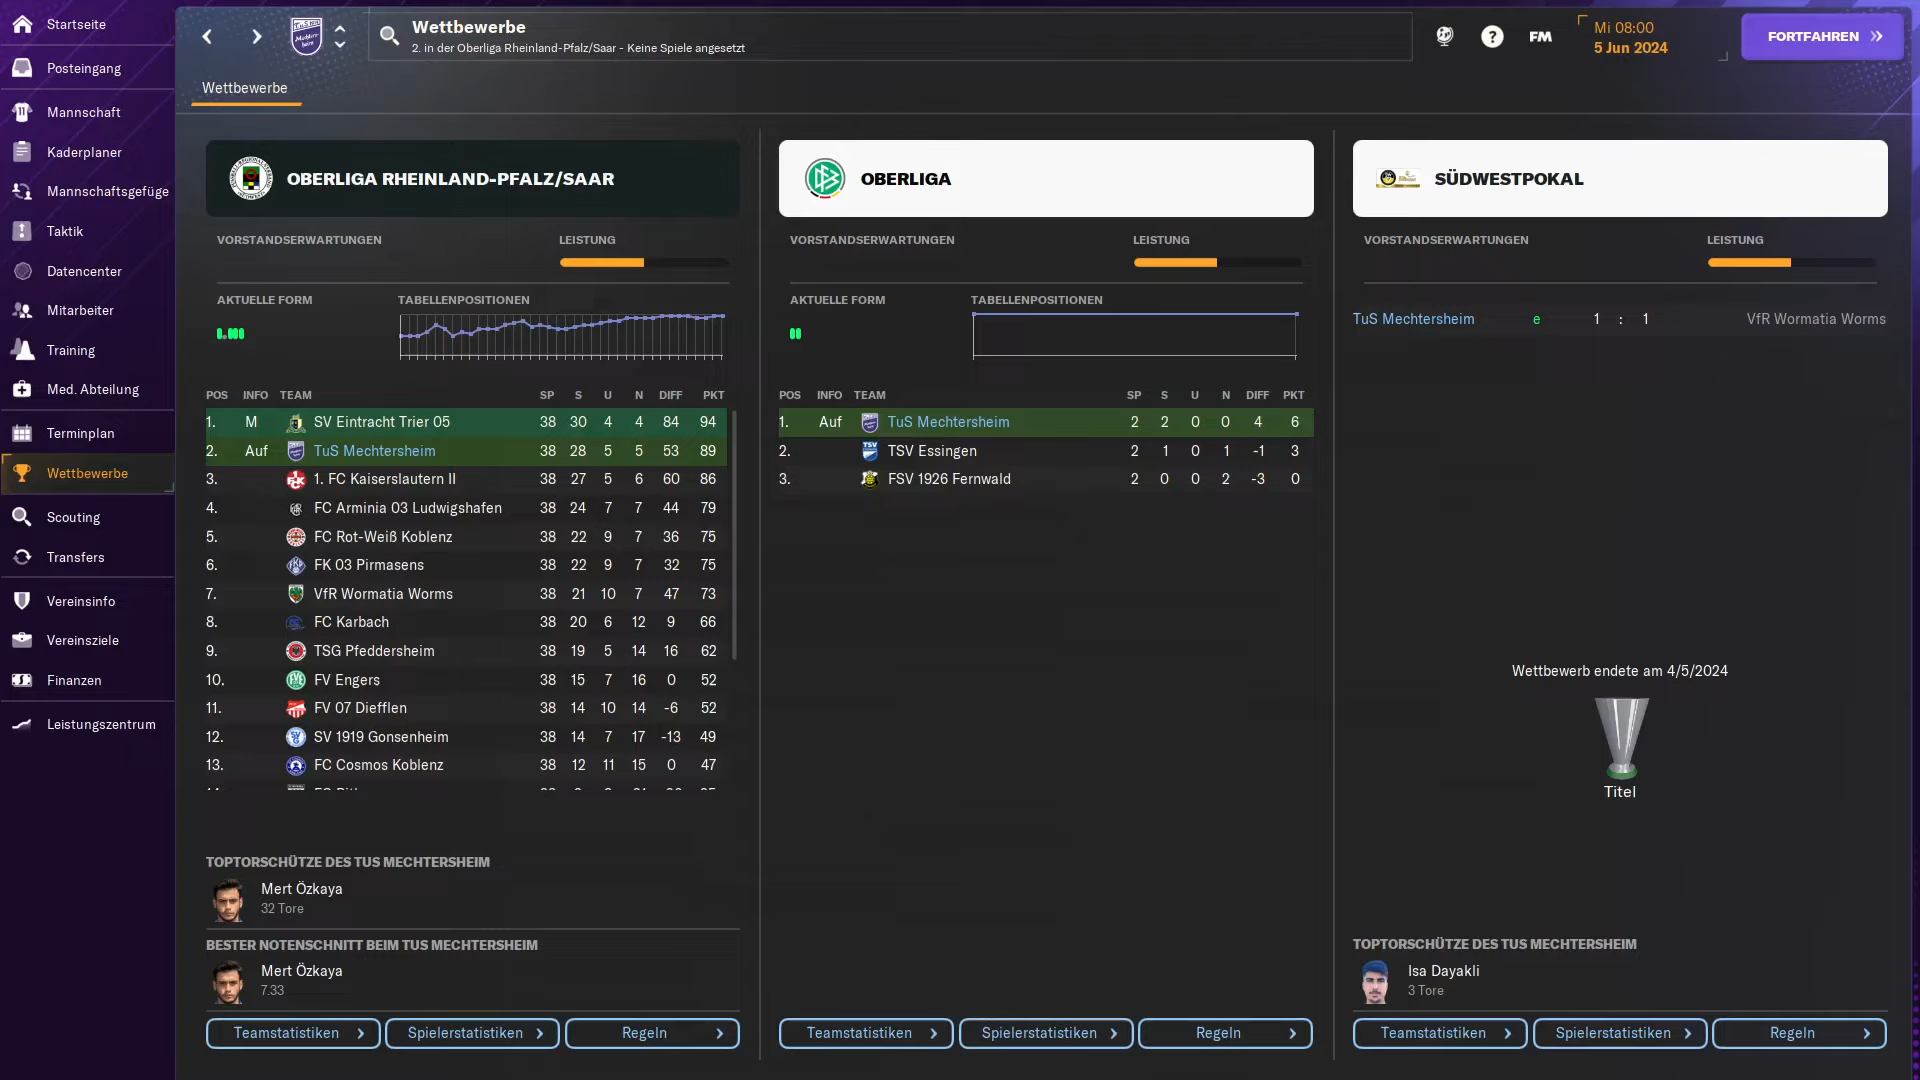 Startseite
Posteingang
Mannschaft
Kaderplaner
Mannschaftsgefüge
Taktik
Datencenter
Mitarbeiter
Training
Med. Abteilung
Terminplan
Wettbewerbe
Scouting
Transfers
Vereinsinfo
Vereinsziele
Finanzen
Leistungszentrum
Wettbewerbe
2. in der Oberliga Rheinland-Pfalz/Saar - Keine Spiele angesetzt
FM
Mi 08:00
5 Jun 2024
FORTFAHREN
Wettbewerbe
OBERLIGA RHEINLAND-PFALZ/SAAR
VORSTANDSERWARTUNGEN LEISTUNG
AKTUELLE FORM TABELLENPOSITIONEN
POS INFO TEAM SP S U N DIFF PKT
1. M SV Eintracht Trier 05 38 30 4 4 84 94
2. Auf TuS Mechtersheim 38 28 5 5 53 89
3. 1. FC Kaiserslautern II 38 27 5 6 60 86
4. FC Arminia 03 Ludwigshafen 38 24 7 7 44 79
5. FC Rot-Weiß Koblenz 38 22 9 7 36 75
6. FK 03 Pirmasens 38 22 9 7 32 75
7. VfR Wormatia Worms 38 21 10 7 47 73
8. FC Karbach 38 20 6 12 9 66
9. TSG Pfeddersheim 38 19 5 14 16 62
10. FV Engers 38 15 7 16 0 52
11. FV 07 Diefflen 38 14 10 14 -6 52
12. SV 1919 Gonsenheim 38 14 7 17 -13 49
13. FC Cosmos Koblenz 38 12 11 15 0 47
TOPTORSCHÜTZE DES TUS MECHTERSHEIM
Mert Özkaya
32 Tore
BESTER NOTENSCHNITT BEIM TUS MECHTERSHEIM
Mert Özkaya
7.33
Teamstatistiken Spielerstatistiken Regeln
OBERLIGA
VORSTANDSERWARTUNGEN LEISTUNG
AKTUELLE FORM TABELLENPOSITIONEN
POS INFO TEAM SP S U N DIFF PKT
1. Auf TuS Mechtersheim 2 2 0 0 4 6
2. TSV Essingen 2 1 0 1 -1 3
3. FSV 1926 Fernwald 2 0 0 2 -3 0
Teamstatistiken Spielerstatistiken Regeln
SÜDWESTPOKAL
VORSTANDSERWARTUNGEN LEISTUNG
TuS Mechtersheim e 1 : 1 VfR Wormatia Worms
Wettbewerb endete am 4/5/2024
Titel
TOPTORSCHÜTZE DES TUS MECHTERSHEIM
Isa Dayakli
3 Tore
Teamstatistiken Spielerstatistiken Regeln